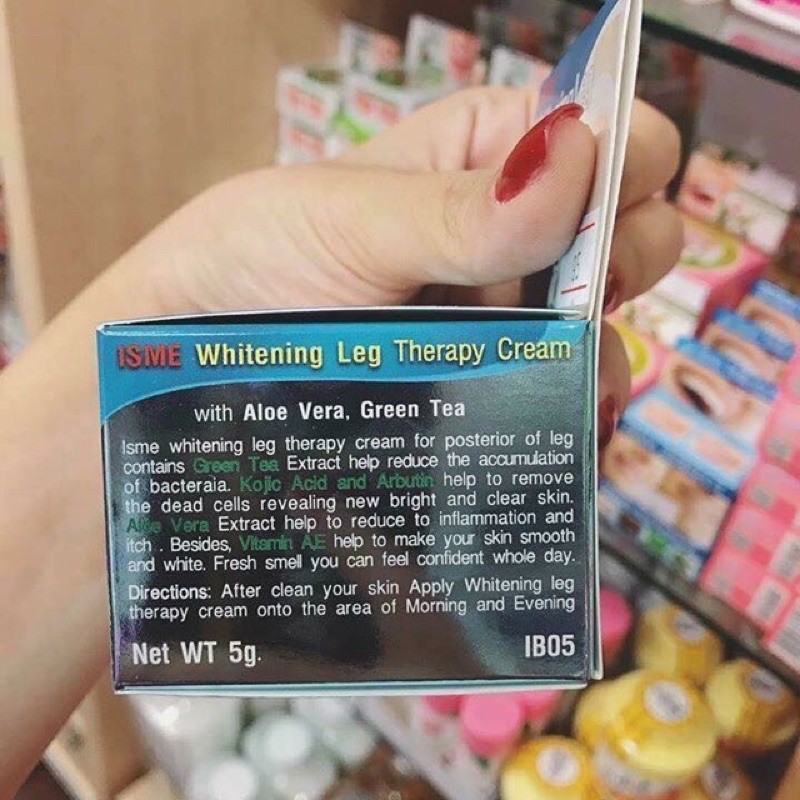 ISME Whitening Leg Therapy Cream
with Aloe Vera, Green Tea
Isme whitening leg therapy cream for posterior of leg
contains Green Tea Extract help reduce the accumulation
of bacteraia. Kojic Acid and Arbutin help to remove
the dead cells revealing new bright and clear skin.
Aloe Vera Extract help to reduce to inflammation and
itch . Besides, Vitamin A,E help to make your skin smooth
and white. Fresh smell you can feel confident whole day.
Directions: After clean your skin Apply Whitening leg
therapy cream onto the area of Morning and Evening
Net WT 5g.
IB05